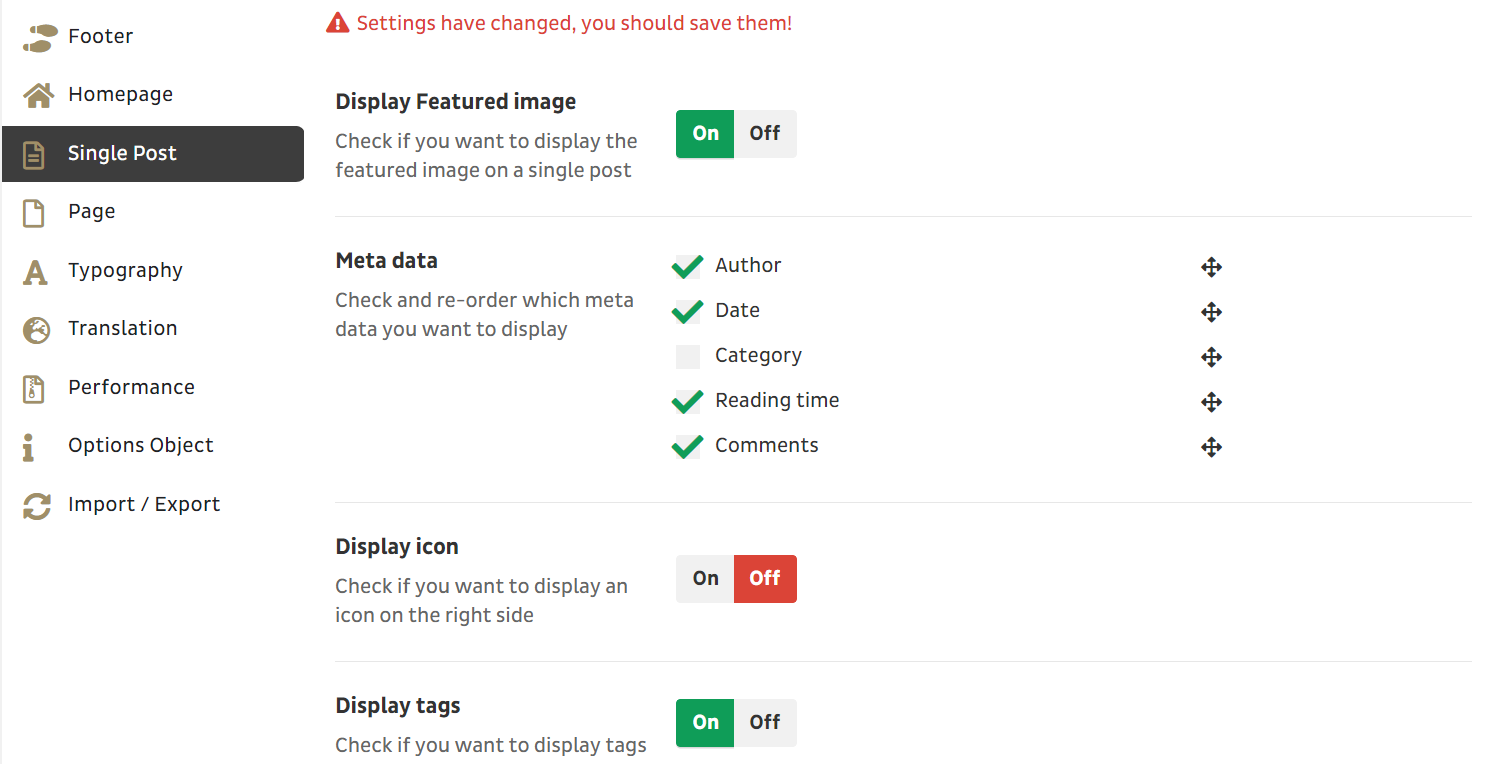 Footer
Homepage
Single Post
Page
Typography
Translation
Performance
Options Object
Import / Export
Settings have changed, you should save them!
Display Featured image
Check if you want to display the
featured image on a single post
On Off
Meta data
Check and re-order which meta
data you want to display
Author
Date
Category
Reading time
Comments
Display icon
Check if you want to display an
icon on the right side
On Off
Display tags
Check if you want to display tags
On Off